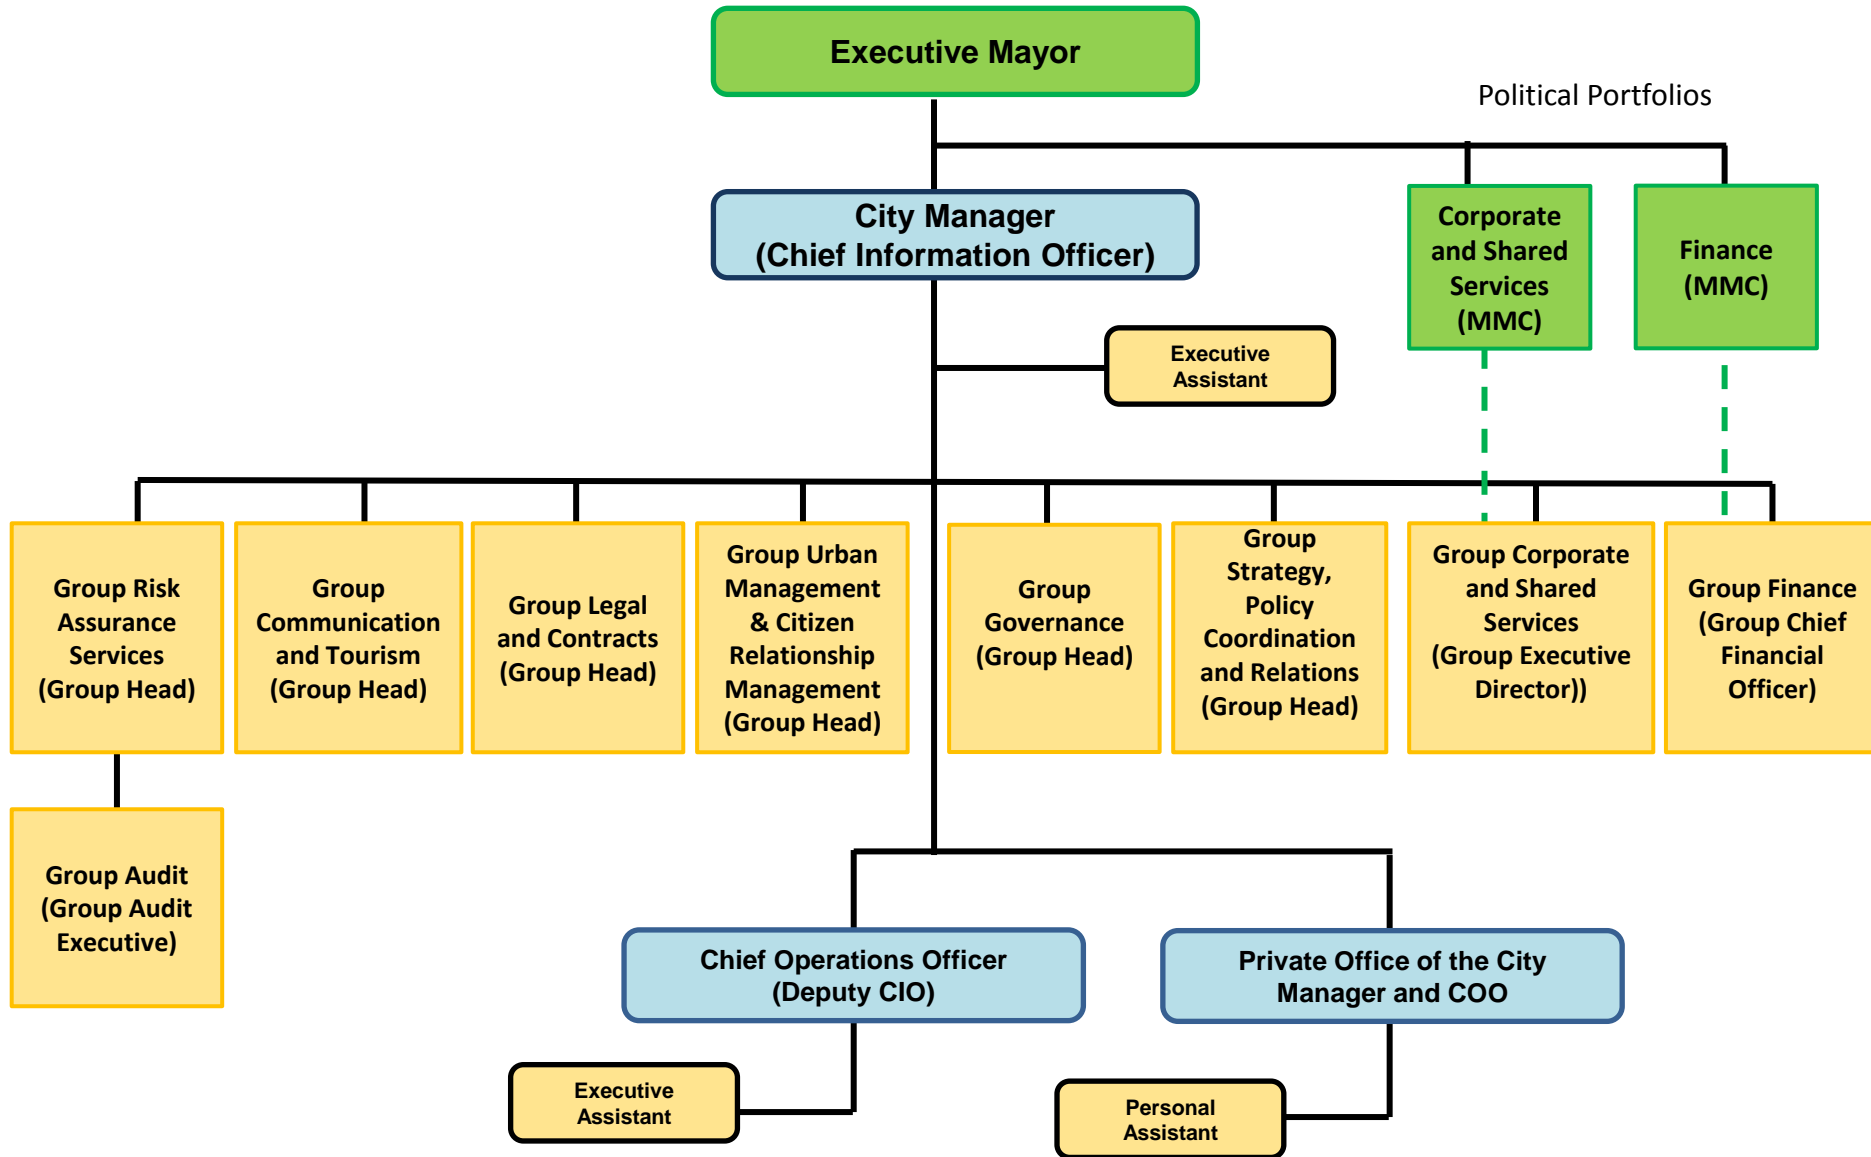 Executive Mayor
Political Portfolios
City Manager
(Chief Information Officer)
Corporate
and Shared
Services
(MMC)
Finance
(MMC)
Executive
Assistant
Group Risk
Assurance
Services
(Group Head)
Group
Communication
and Tourism
(Group Head)
Group Legal
and Contracts
(Group Head)
Group Urban
Management
& Citizen
Relationship
Management
(Group Head)
Group
Governance
(Group Head)
Group
Strategy,
Policy
Coordination
and Relations
(Group Head)
Group Corporate
and Shared
Services
(Group Executive
Director))
Group Finance
(Group Chief
Financial
Officer)
Group Audit
(Group Audit
Executive)
Chief Operations Officer
(Deputy CIO)
Private Office of the City
Manager and COO
Executive
Assistant
Personal
Assistant